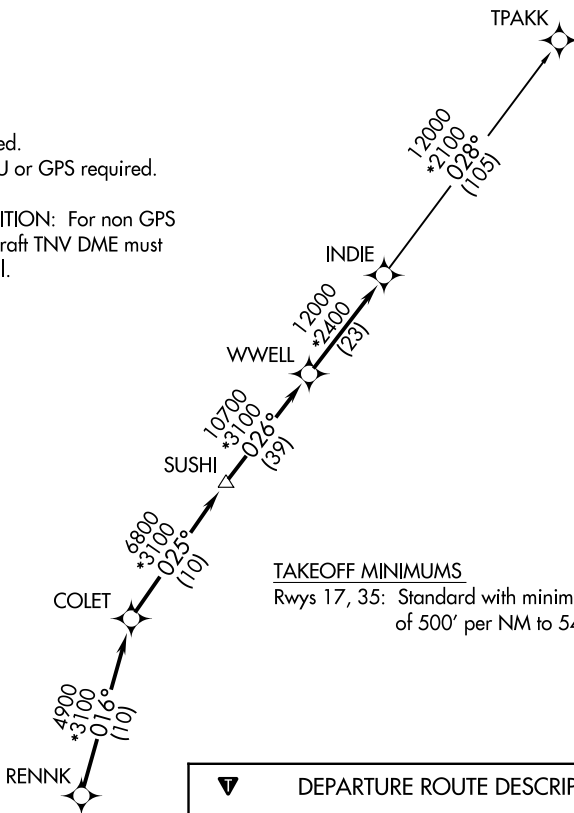 TPAKK
ed.
U or GPS required.
ITION: For non GPS
raft TNV DME must
l.
12000
*2100
028°
(105)
INDIE
12000
*2400
(23)
WWELL
10700
*3100
026°
(39)
SUSHI
6800
*3100
025°
(10)
TAKEOFF MINIMUMS
Rwys 17, 35: Standard with minim
of 500' per NM to 54
COLET
4900
*3100
016°
(10)
RENNK
T DEPARTURE ROUTE DESCRIP